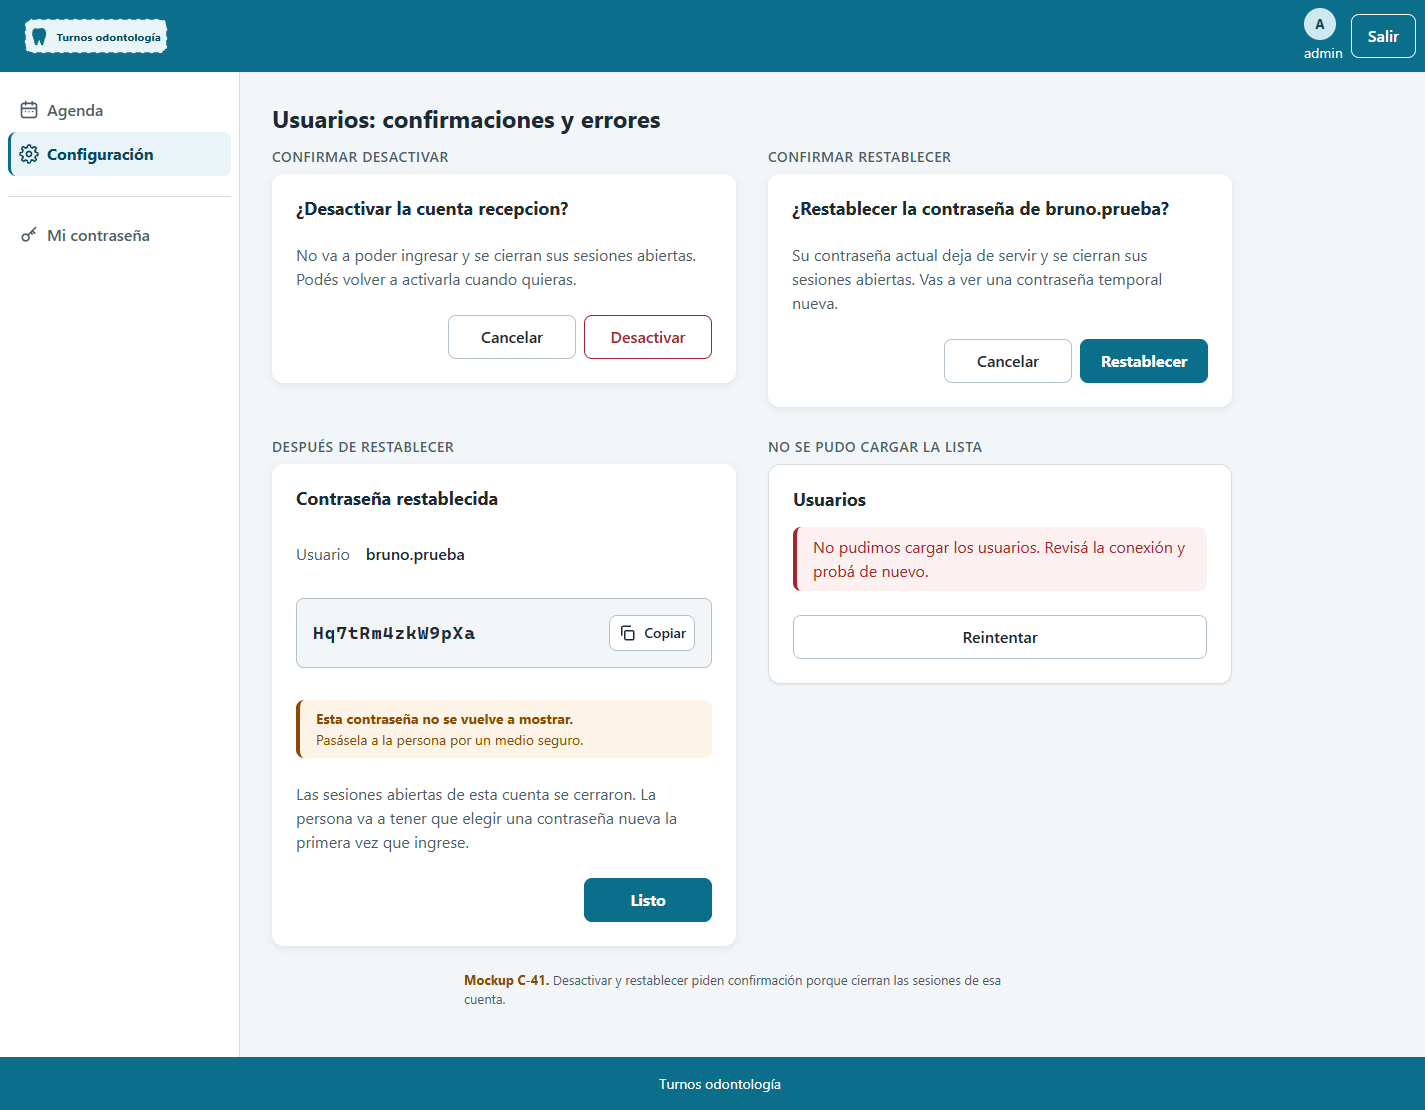 Turnos odontología
A
admin
Salir
Agenda
Configuración
Mi contraseña
Usuarios: confirmaciones y errores
CONFIRMAR DESACTIVAR
¿Desactivar la cuenta recepcion?
No va a poder ingresar y se cierran sus sesiones abiertas.
Podés volver a activarla cuando quieras.
Cancelar
Desactivar
CONFIRMAR RESTABLECER
¿Restablecer la contraseña de bruno.prueba?
Su contraseña actual deja de servir y se cierran sus
sesiones abiertas. Vas a ver una contraseña temporal
nueva.
Cancelar
Restablecer
DESPUÉS DE RESTABLECER
Contraseña restablecida
Usuario bruno.prueba
Hq7tRm4zkW9pXa
Copiar
Esta contraseña no se vuelve a mostrar.
Pasásela a la persona por un medio seguro.
Las sesiones abiertas de esta cuenta se cerraron. La
persona va a tener que elegir una contraseña nueva la
primera vez que ingrese.
Listo
NO SE PUDO CARGAR LA LISTA
Usuarios
No pudimos cargar los usuarios. Revisá la conexión y
probá de nuevo.
Reintentar
Mockup C-41. Desactivar y restablecer piden confirmación porque cierran las sesiones de esa
cuenta.
Turnos odontología